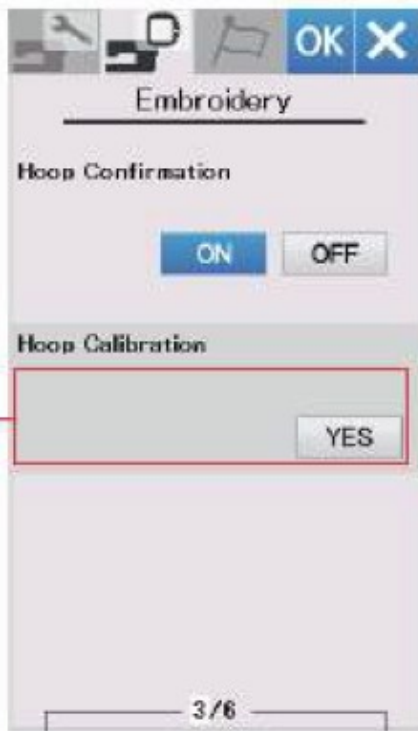 OK X
Embroidery
Hoop Confirmation
ON OFF
Hoop Calibration
YES
3/6